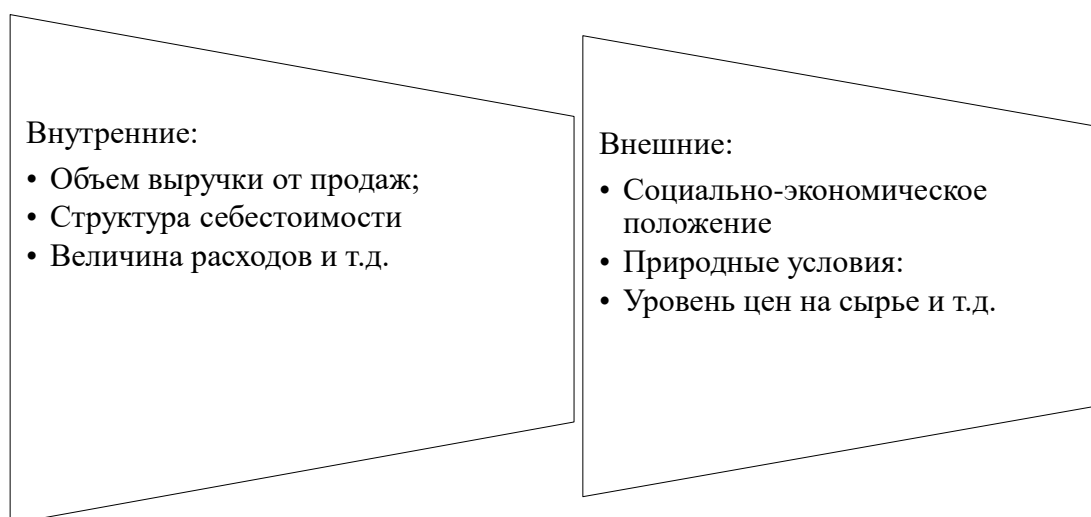 Внутренние:
• Объем выручки от продаж;
• Структура себестоимости
• Величина расходов и т.д.
Внешние:
• Социально-экономическое
положение
• Природные условия:
• Уровень цен на сырье и т.д.